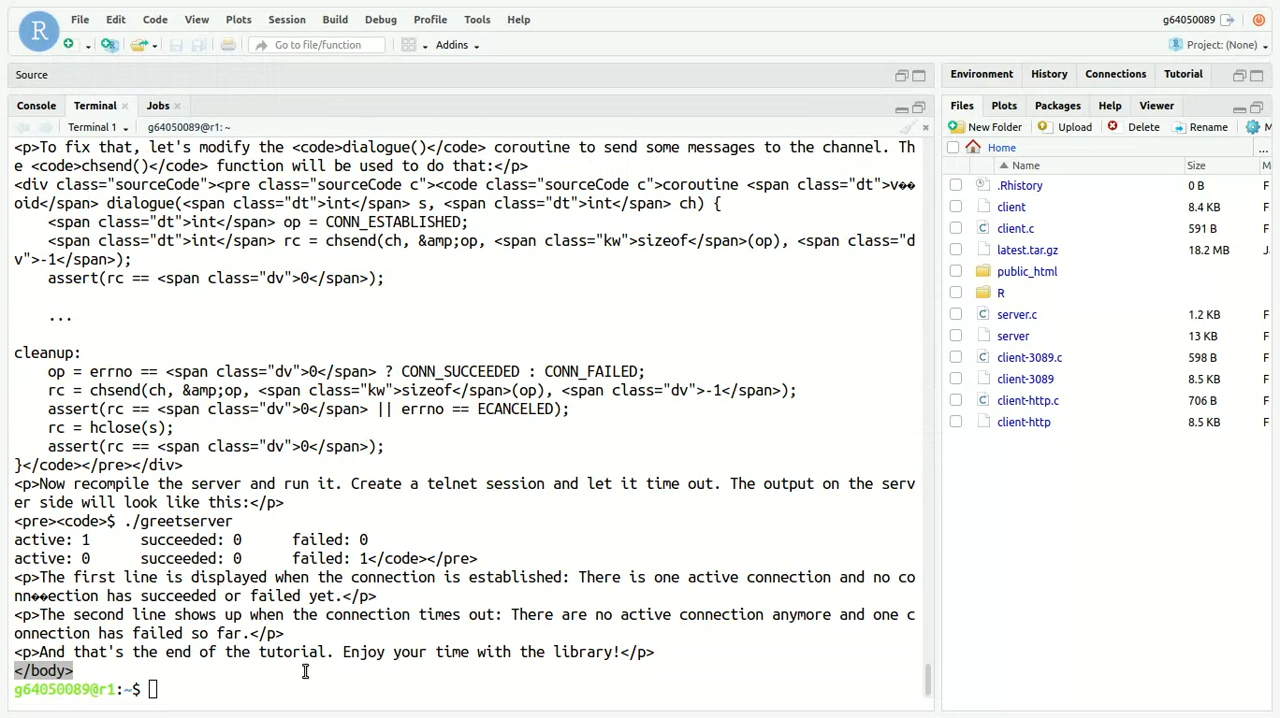 File Edit Code View Plots Session Build Debug Profile Tools Help
g64050089
Go to file/function
Addins
Project: (None)
Source
Environment History Connections Tutorial
Console Terminal Jobs
Files Plots Packages Help Viewer
Terminal 1 g64050089@r1: ~
New Folder Upload Delete Rename M
Home ...
Name Size M
<p>To fix that, let's modify the <code>dialogue()</code> coroutine to send some messages to the channel. Th
e <code>chsend()</code> function will be used to do that:</p>
<div class="sourceCode"><pre class="sourceCode c"><code class="sourceCode c">coroutine <span class="dt">v��
oid</span> dialogue(<span class="dt">int</span> s, <span class="dt">int</span> ch) {
<span class="dt">int</span> op = CONN_ESTABLISHED;
<span class="dt">int</span> rc = chsend(ch, &amp;op, <span class="kw">sizeof</span>(op), <span class="d
v">-1</span>);
assert(rc == <span class="dv">0</span>);
...
cleanup:
op = errno == <span class="dv">0</span> ? CONN_SUCCEEDED : CONN_FAILED;
rc = chsend(ch, &amp;op, <span class="kw">sizeof</span>(op), <span class="dv">-1</span>);
assert(rc == <span class="dv">0</span> || errno == ECANCELED);
rc = hclose(s);
assert(rc == <span class="dv">0</span>);
}</code></pre></div>
<p>Now recompile the server and run it. Create a telnet session and let it time out. The output on the serv
er side will look like this:</p>
<pre><code>$ ./greetserver
active: 1 succeeded: 0 failed: 0
active: 0 succeeded: 0 failed: 1</code></pre>
<p>The first line is displayed when the connection is established: There is one active connection and no co
nn��ection has succeeded or failed yet.</p>
<p>The second line shows up when the connection times out: There are no active connection anymore and one c
onnection has failed so far.</p>
<p>And that's the end of the tutorial. Enjoy your time with the library!</p>
</body>
g64050089@r1:~$
.Rhistory 0 B F
client 8.4 KB F
client.c 591 B F
latest.tar.gz 18.2 MB J
public_html
R
server.c 1.2 KB F
server 13 KB F
client-3089.c 598 B F
client-3089 8.5 KB F
client-http.c 706 B F
client-http 8.5 KB F